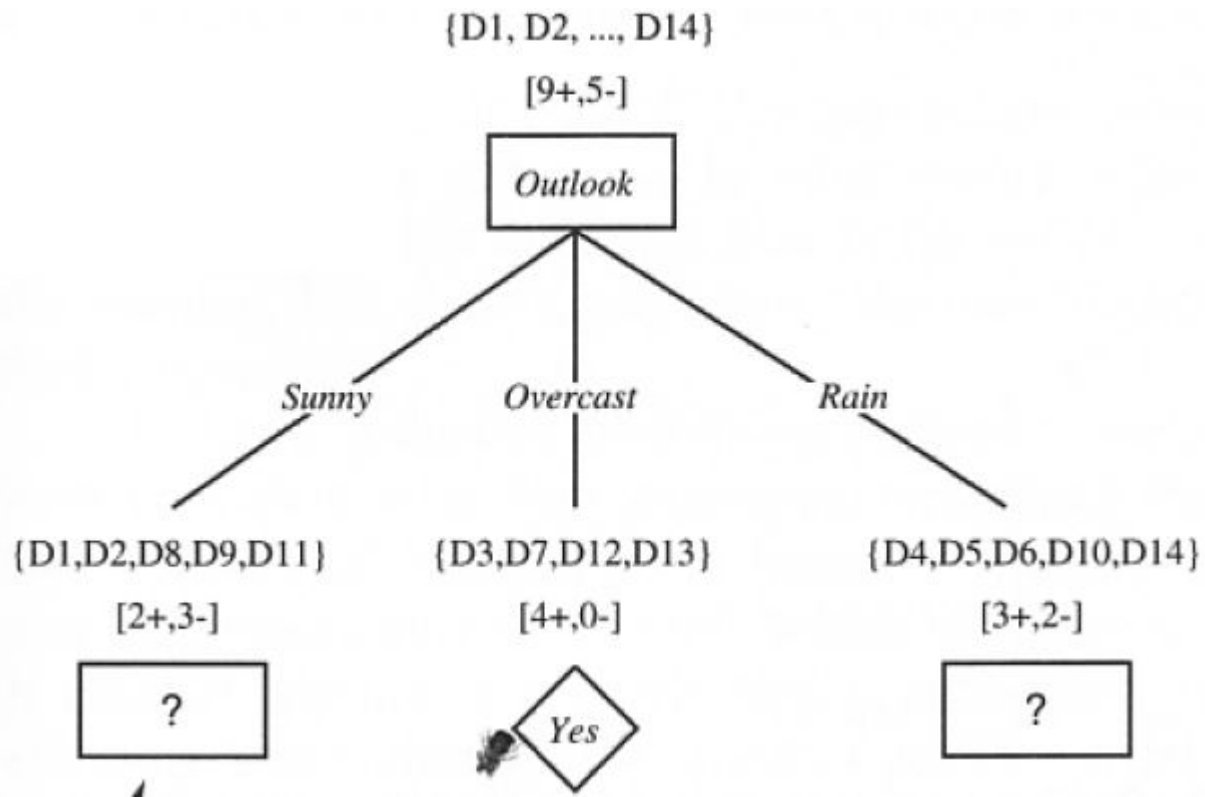 {D1, D2, ..., D14}
[9+,5-]
Outlook
Sunny Overcast Rain
{D1,D2,D8,D9,D11} {D3,D7,D12,D13} {D4,D5,D6,D10,D14}
[2+,3-] [4+,0-] [3+,2-]
? Yes ?